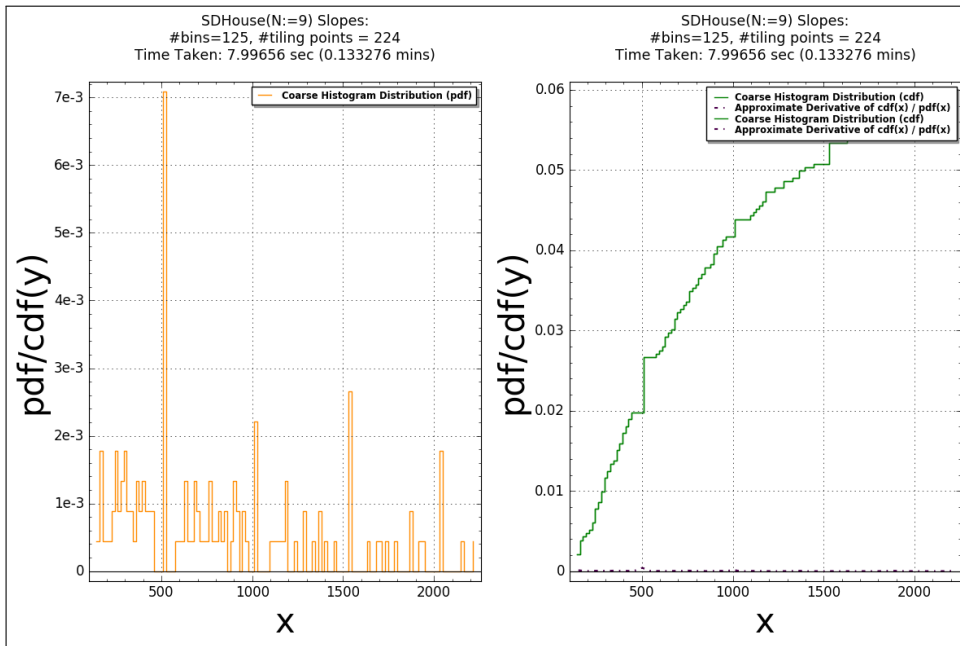 SDHouse(N:=9) Slopes:
#bins=125, #tiling points = 224
Time Taken: 7.99656 sec (0.133276 mins)
Coarse Histogram Distribution (pdf)
7e-3
6e-3
5e-3
4e-3
3e-3
2e-3
1e-3
0
pdf/cdf(y)
500
1000
1500
2000
X
SDHouse(N:=9) Slopes:
#bins=125, #tiling points = 224
Time Taken: 7.99656 sec (0.133276 mins)
Coarse Histogram Distribution (cdf)
Approximate Derivative of cdf(x) / pdf(x)
Coarse Histogram Distribution (cdf)
Approximate Derivative of cdf(x) / pdf(x)
0.06
0.05
0.04
0.03
0.02
0.01
0
pdf/cdf(y)
500
1000
1500
2000
X